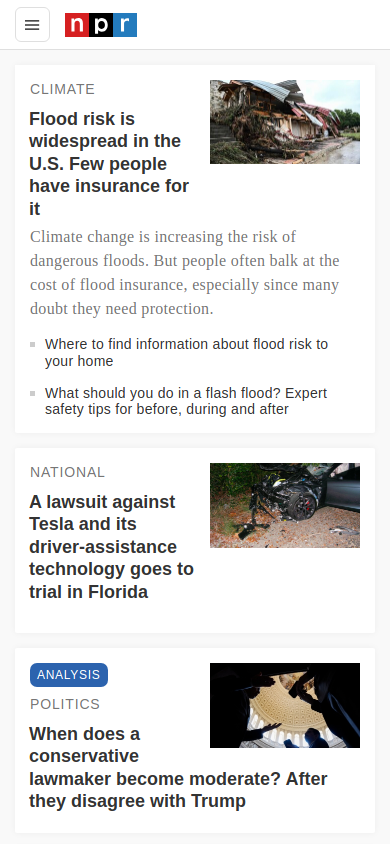 npr
CLIMATE
Flood risk is
widespread in the
U.S. Few people
have insurance for
it
Climate change is increasing the risk of
dangerous floods. But people often balk at the
cost of flood insurance, especially since many
doubt they need protection.
Where to find information about flood risk to
your home
What should you do in a flash flood? Expert
safety tips for before, during and after
NATIONAL
A lawsuit against
Tesla and its
driver-assistance
technology goes to
trial in Florida
ANALYSIS
POLITICS
When does a
conservative
lawmaker become moderate? After
they disagree with Trump